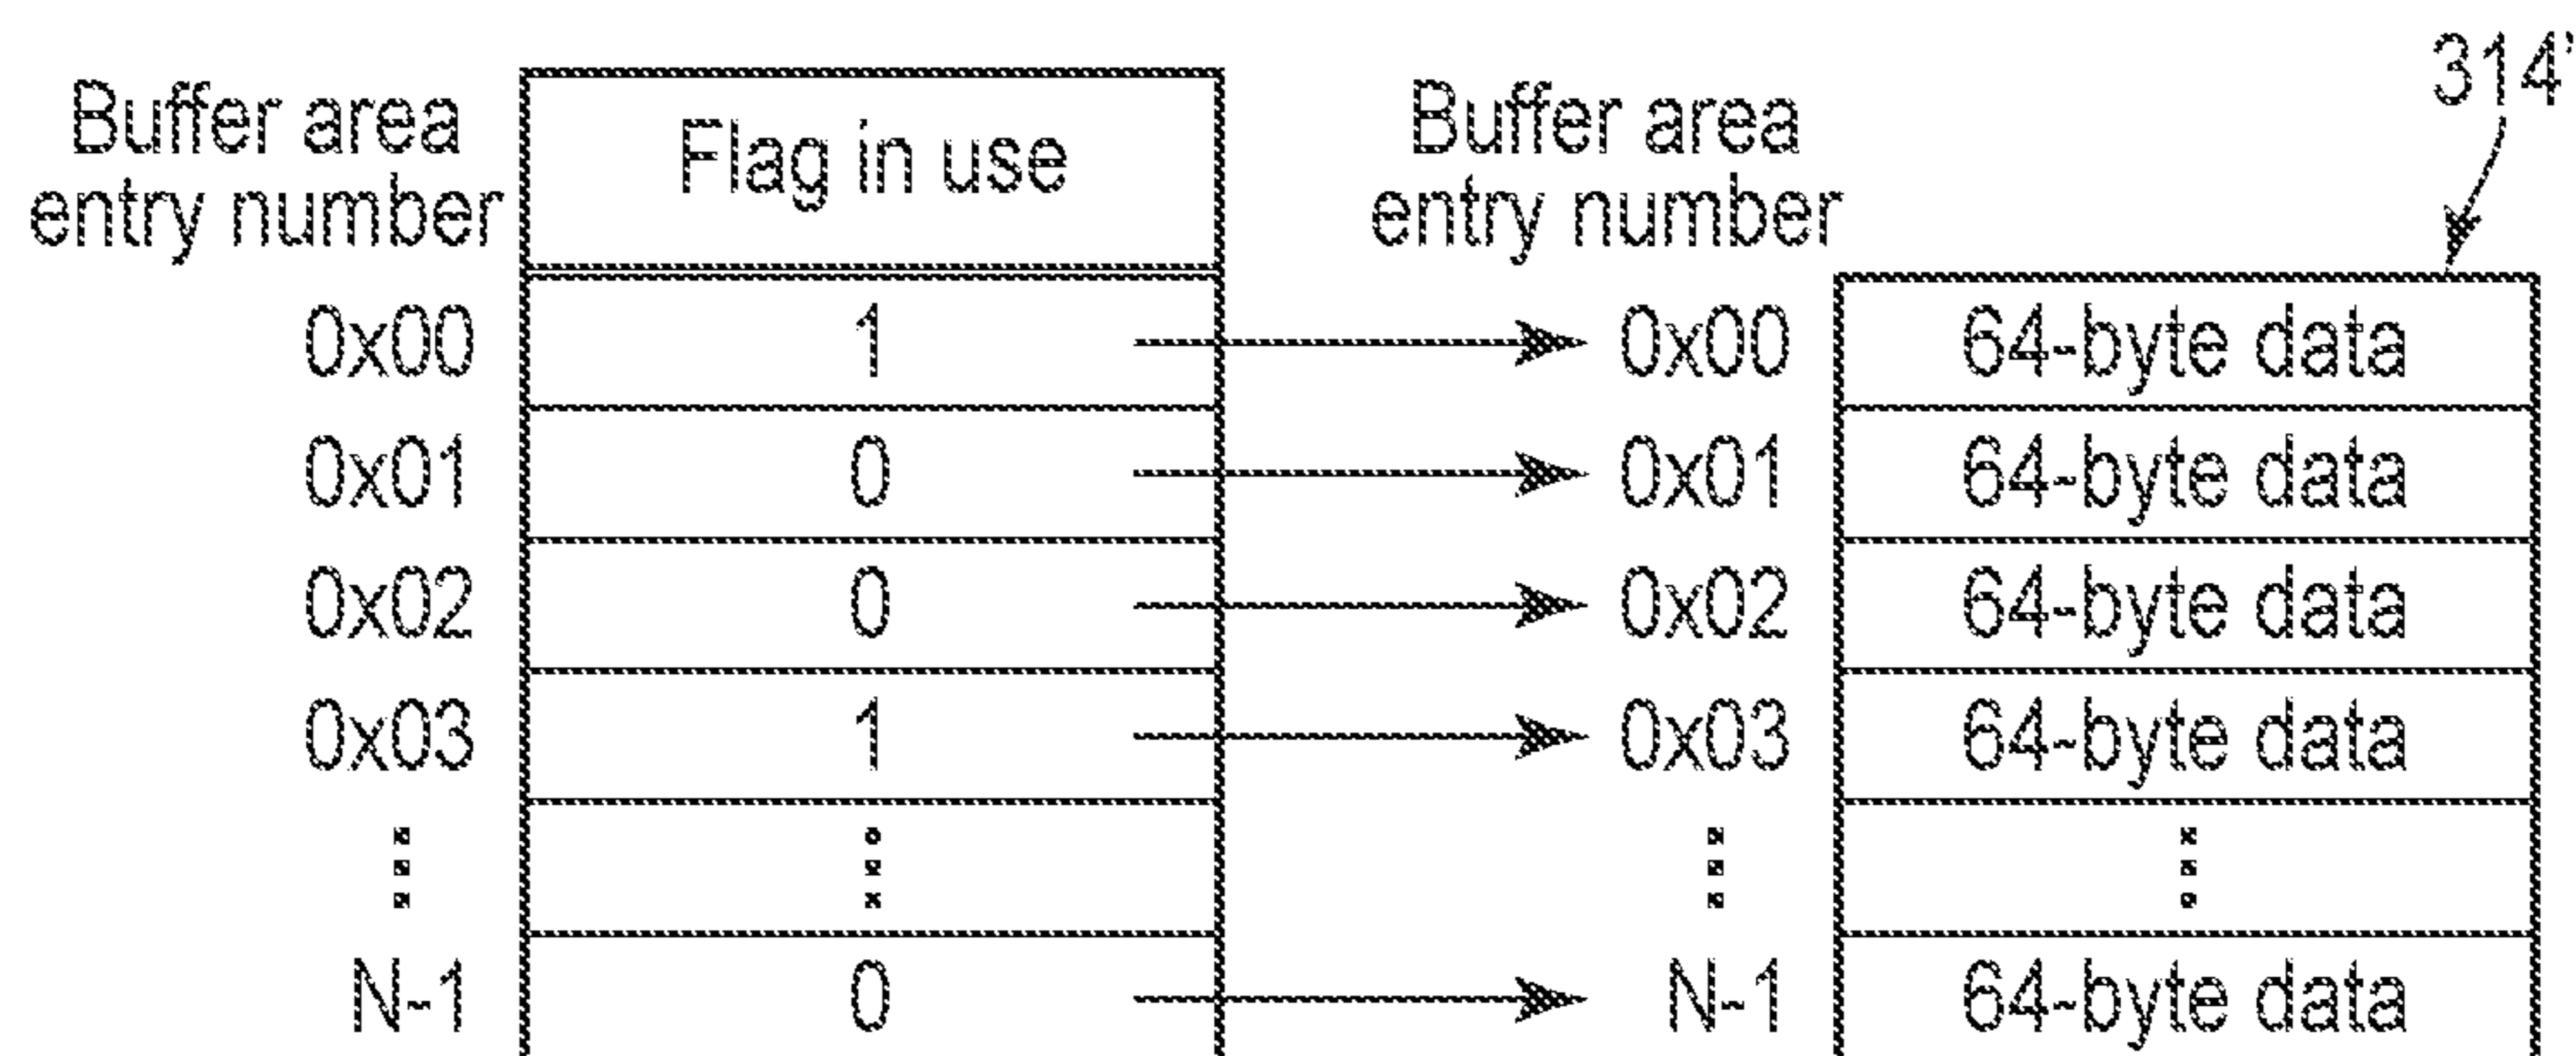 314'
Buffer area
entry number
Flag in use
Buffer area
entry number
0x00 1 0x00 64-byte data
0x01 0 0x01 64-byte data
0x02 0 0x02 64-byte data
0x03 1 0x03 64-byte data
N-1 0 N-1 64-byte data